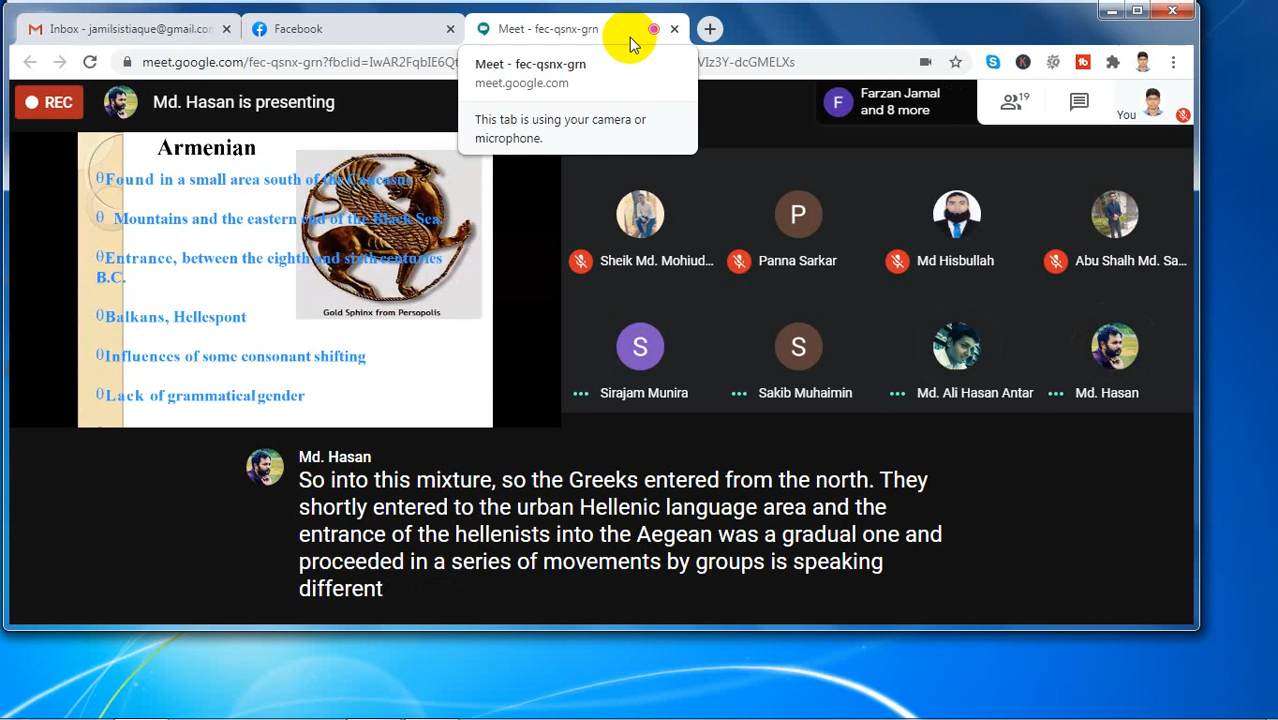 Inbox - jamilsistiaque@gmail.co
Facebook
Meet - fec-qsnx-grn
meet.google.com/fec-qsnx-grn?fbclid=IwAR2FqbIE6Qt
VIz3Y-dcGMELXs
Meet - fec-qsnx-grn
meet.google.com
This tab is using your camera or
microphone.
REC
Md. Hasan is presenting
F
Farzan Jamal
and 8 more
19
You
Armenian
θFound in a small area south of the Caucasus
θ Mountains and the eastern end of the Black Sea.
θEntrance, between the eighth and sixth centuries
B.C.
θBalkans, Hellespont
θInfluences of some consonant shifting
θLack of grammatical gender
Gold Sphinx from Persopolis
Sheik Md. Mohiud...
P
Panna Sarkar
Md Hisbullah
Abu Shalh Md. Sa...
S
Sirajam Munira
S
Sakib Muhaimin
Md. Ali Hasan Antar
Md. Hasan
Md. Hasan
So into this mixture, so the Greeks entered from the north. They
shortly entered to the urban Hellenic language area and the
entrance of the hellenists into the Aegean was a gradual one and
proceeded in a series of movements by groups is speaking
different